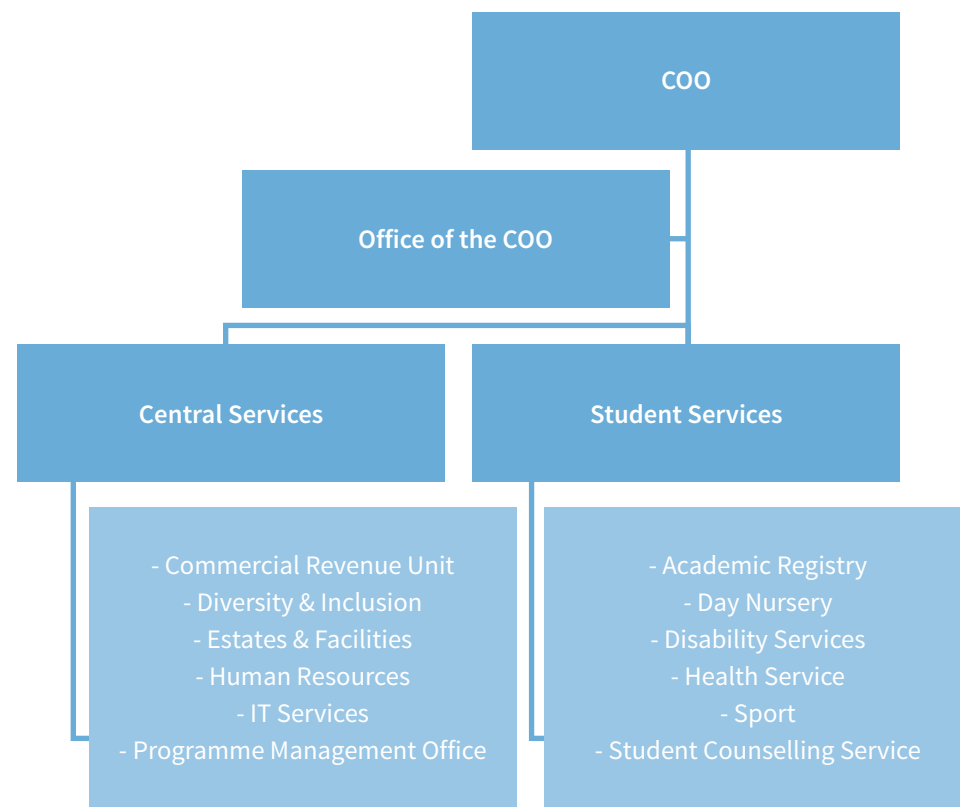 COO
Office of the COO
Central Services
Student Services
- Commercial Revenue Unit
- Diversity & Inclusion
- Estates & Facilities
- Human Resources
- IT Services
- Programme Management Office
- Academic Registry
- Day Nursery
- Disability Services
- Health Service
- Sport
- Student Counselling Service